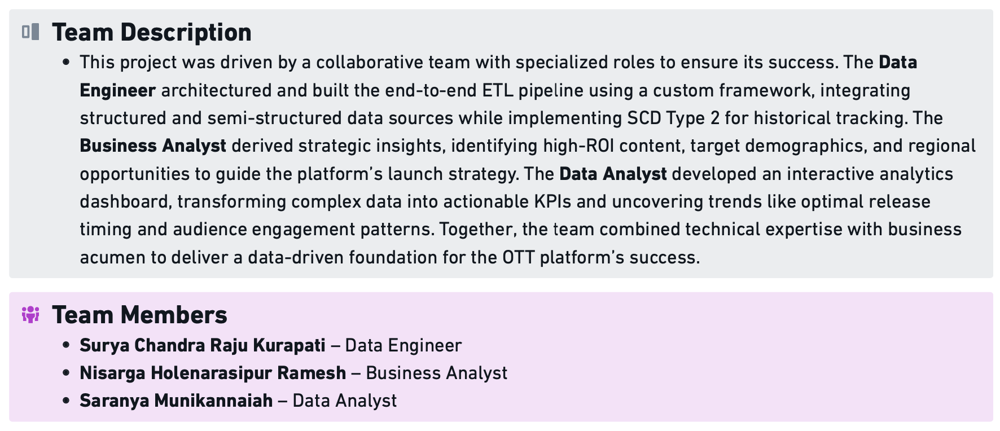 Team Description
• This project was driven by a collaborative team with specialized roles to ensure its success. The Data
Engineer architectured and built the end-to-end ETL pipeline using a custom framework, integrating
structured and semi-structured data sources while implementing SCD Type 2 for historical tracking. The
Business Analyst derived strategic insights, identifying high-ROI content, target demographics, and regional
opportunities to guide the platform’s launch strategy. The Data Analyst developed an interactive analytics
dashboard, transforming complex data into actionable KPIs and uncovering trends like optimal release
timing and audience engagement patterns. Together, the team combined technical expertise with business
acumen to deliver a data-driven foundation for the OTT platform’s success.
Team Members
• Surya Chandra Raju Kurapati – Data Engineer
• Nisarga Holenarasipur Ramesh – Business Analyst
• Saranya Munikannaiah – Data Analyst